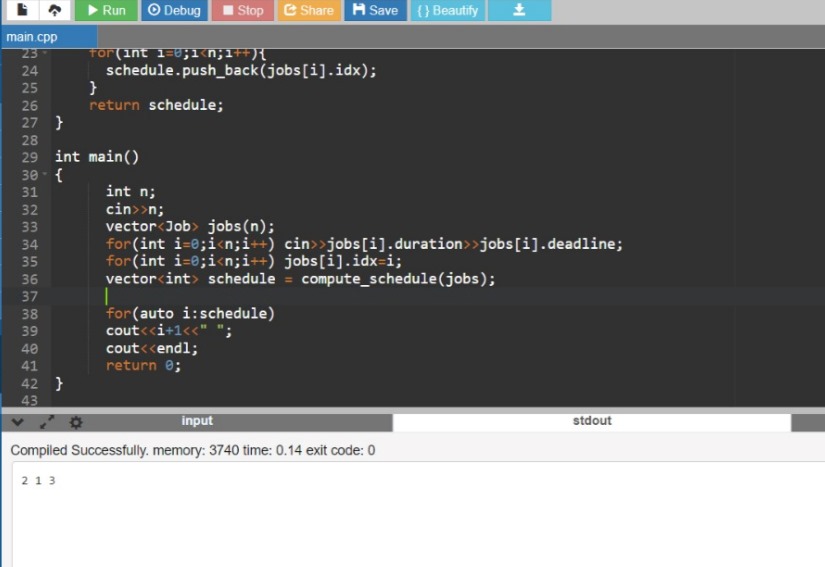 Run Debug Stop Share Save {} Beautify
main.cpp
23 for(int i=0;i<n;i++){
24 schedule.push_back(jobs[i].idx);
25 }
26 return schedule;
27 }
28
29 int main()
30 {
31 int n;
32 cin>>n;
33 vector<Job> jobs(n);
34 for(int i=0;i<n;i++) cin>>jobs[i].duration>>jobs[i].deadline;
35 for(int i=0;i<n;i++) jobs[i].idx=i;
36 vector<int> schedule = compute_schedule(jobs);
37
38 for(auto i:schedule)
39 cout<<i+1<<" ";
40 cout<<endl;
41 return 0;
42 }
43
input stdout
Compiled Successfully. memory: 3740 time: 0.14 exit code: 0
2 1 3